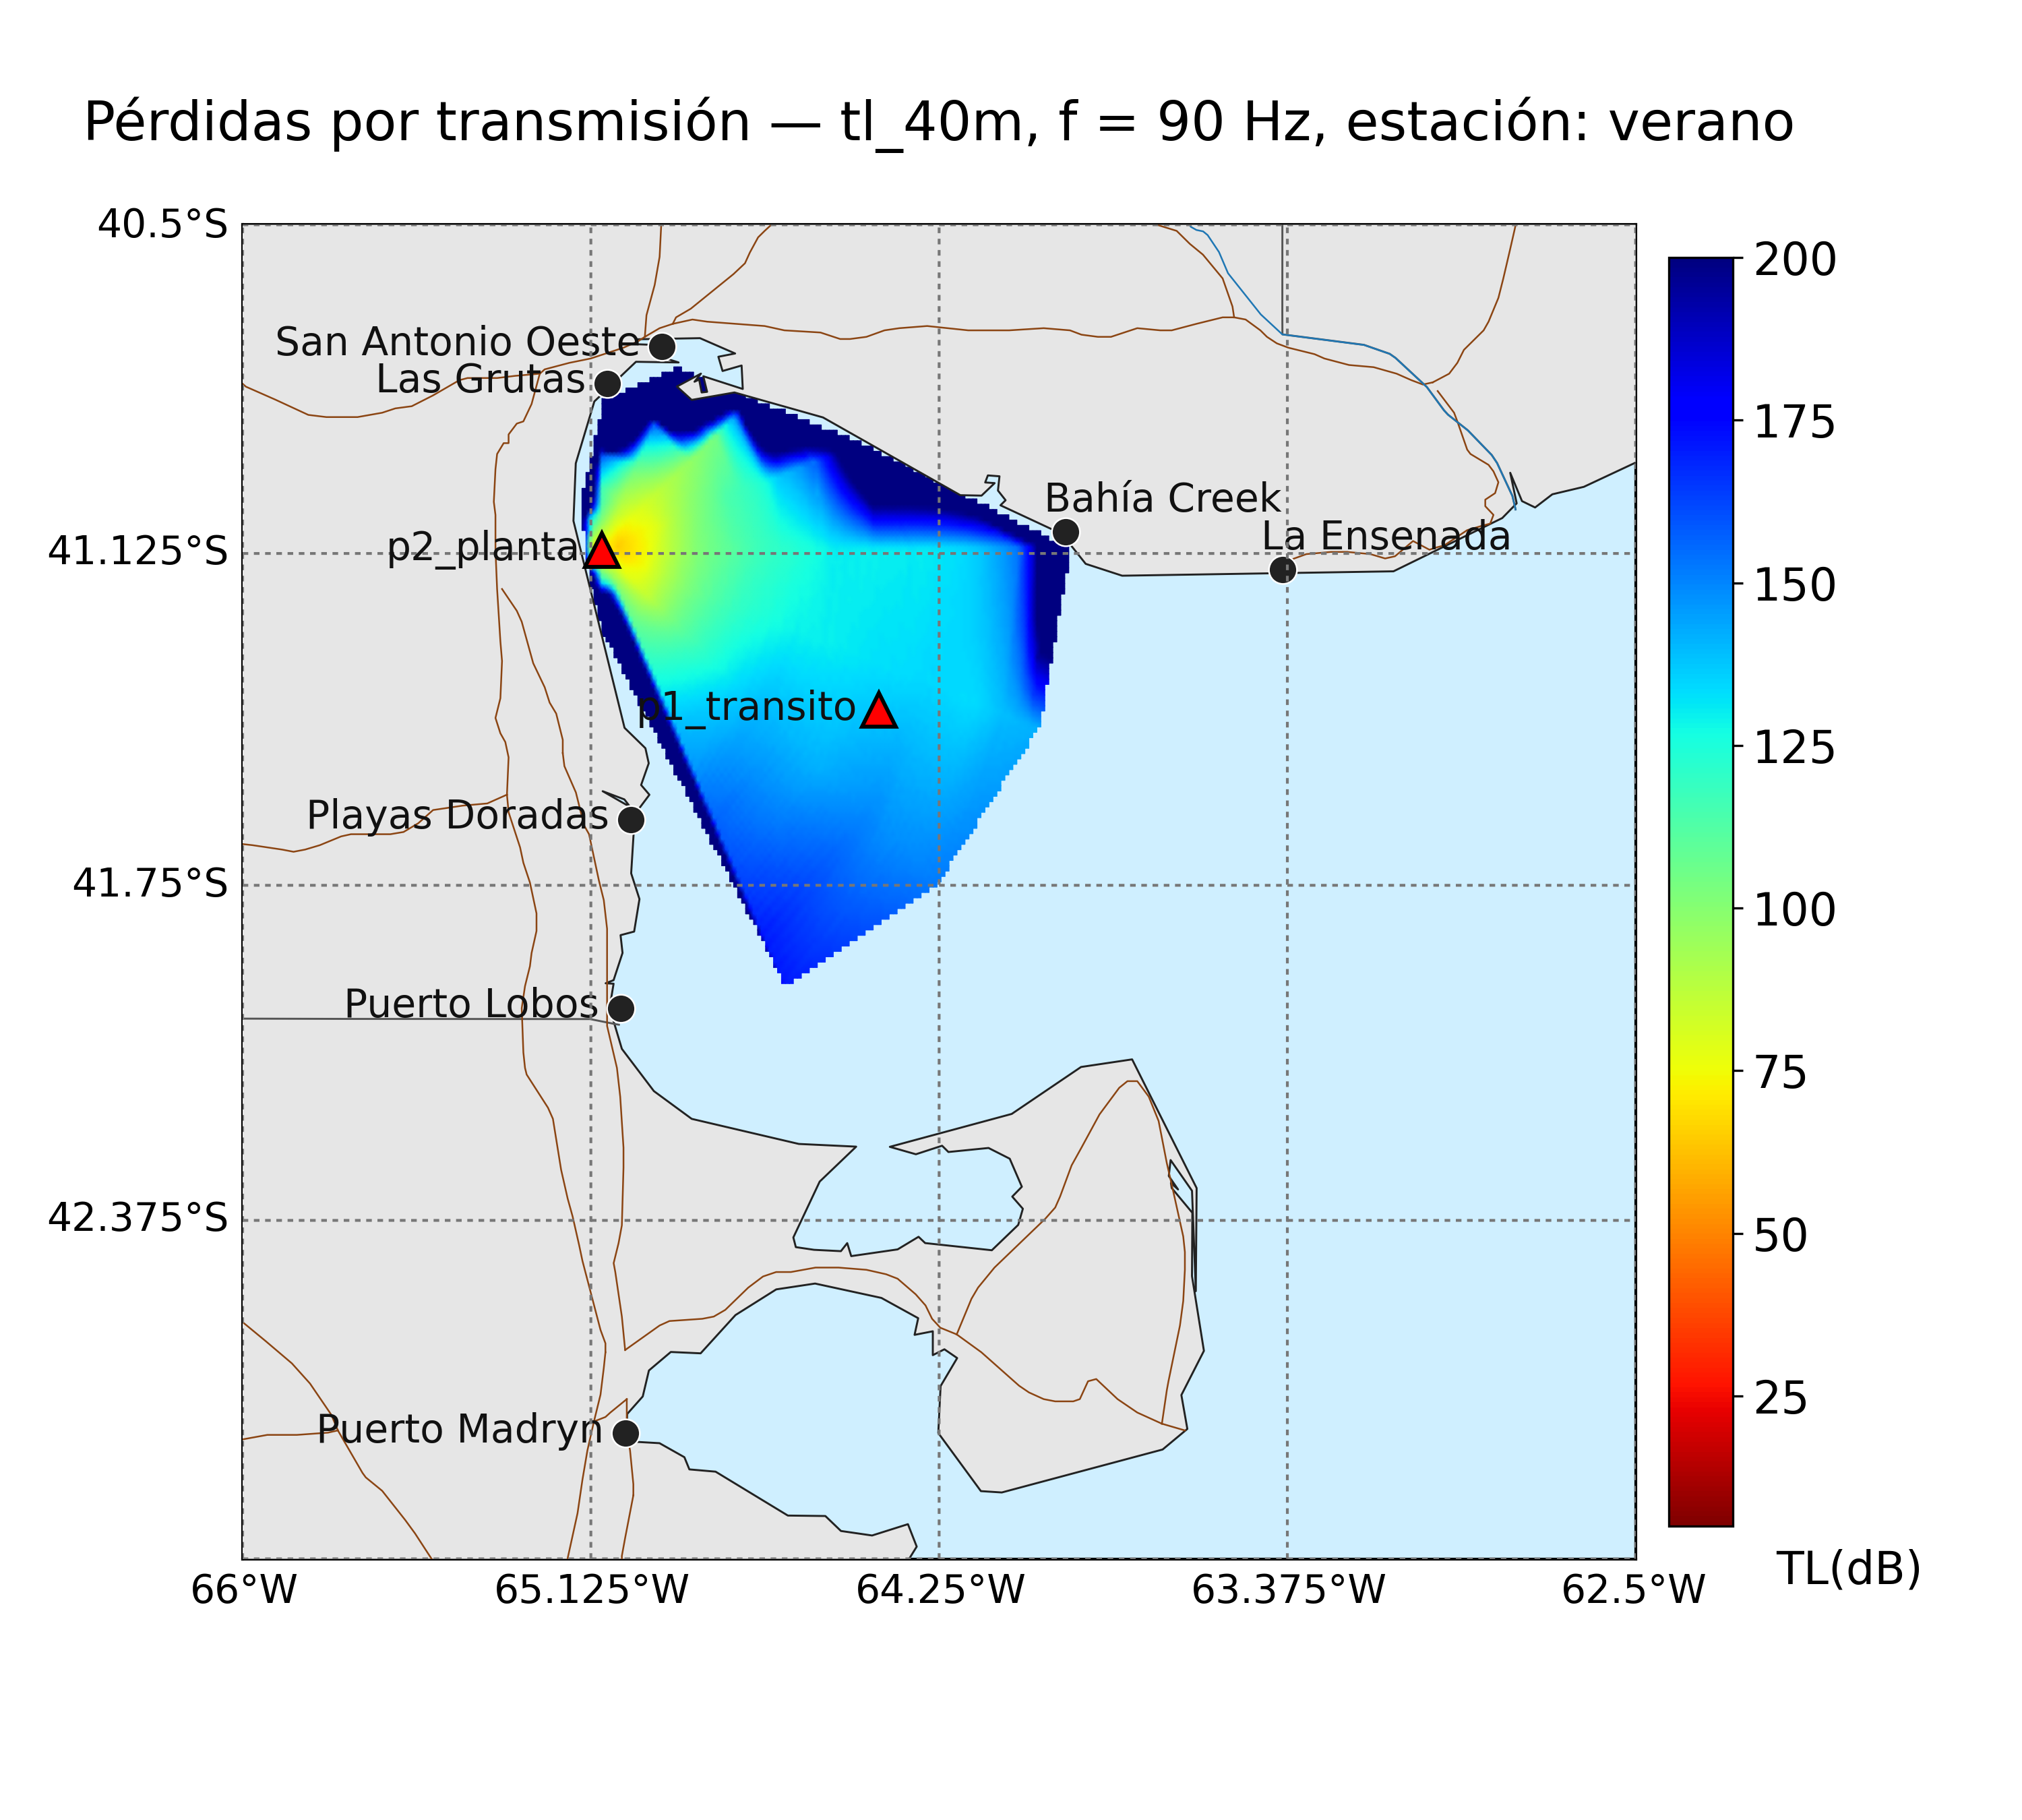 Pérdidas por transmisión — tl_40m, f = 90 Hz, estación: verano
40.5°S
200
San Antonio Oeste
Las Grutas
175
Bahía Creek
La Ensenada
p2_planta
41.125°S
150
p1_transito
125
Playas Doradas
41.75°S
100
Puerto Lobos
75
42.375°S
50
25
Puerto Madryn
TL(dB)
66°W
65.125°W
64.25°W
63.375°W
62.5°W